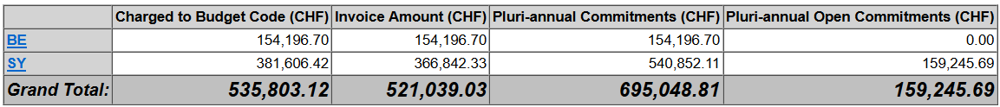 Charged to Budget Code (CHF) Invoice Amount (CHF) Pluri-annual Commitments (CHF) Pluri-annual Open Commitments (CHF)
BE 154,196.70 154,196.70 154,196.70 0.00
SY 381,606.42 366,842.33 540,852.11 159,245.69
Grand Total: 535,803.12 521,039.03 695,048.81 159,245.69